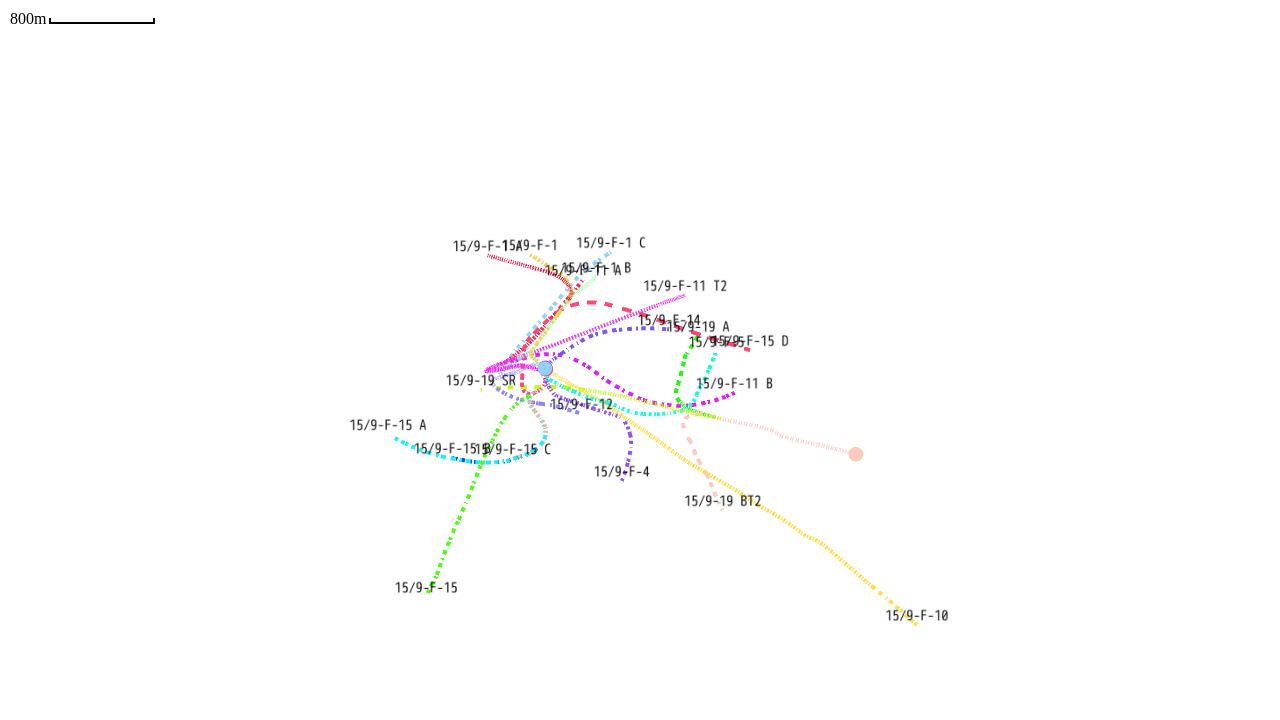 800m
15/9-F-1 A
15/9-F-1
15/9-F-1 C
15/9-F-1 B
15/9-F-11 A
15/9-F-11 T2
15/9-F-14
15/9-19 A
15/9-F-5
15/9-F-15 D
15/9-19 SR
15/9-F-11 B
15/9-F-12
15/9-F-15 A
15/9-F-15 B
15/9-F-15 C
15/9-F-4
15/9-19 BT2
15/9-F-15
15/9-F-10